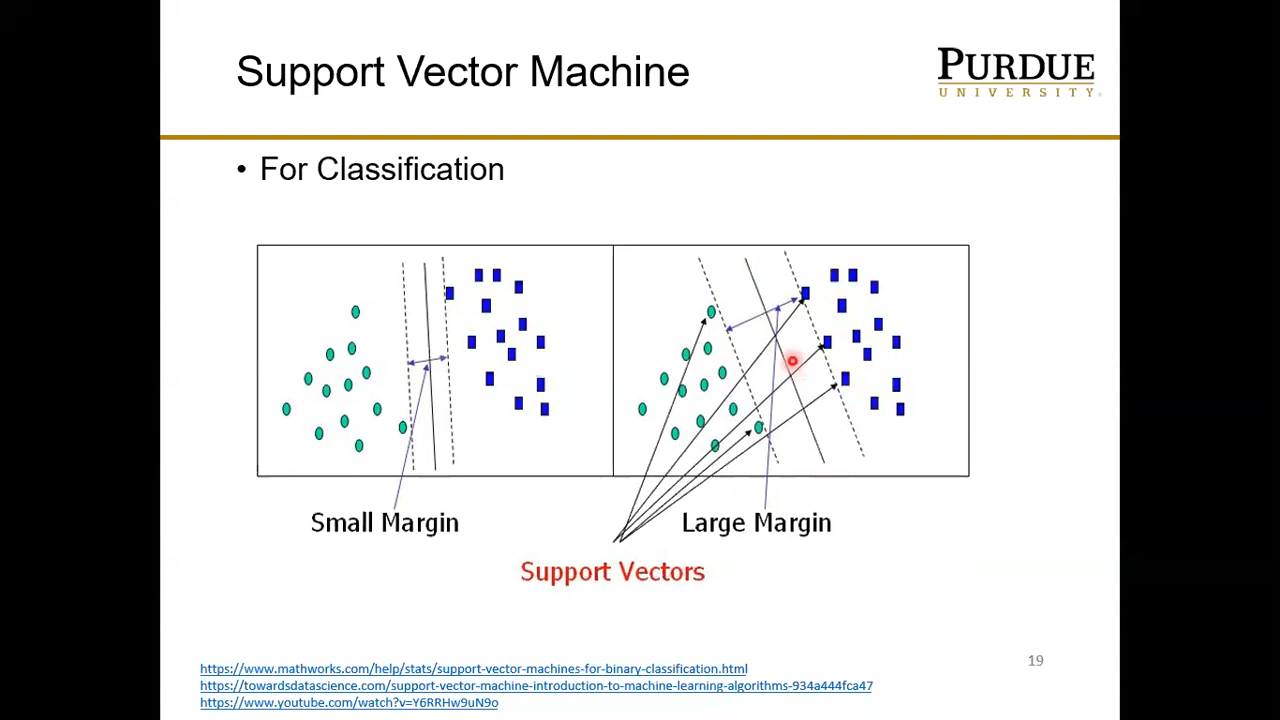 Support Vector Machine
PURDUE
UNIVERSITY
• For Classification
Small Margin
Large Margin
Support Vectors
https://www.mathworks.com/help/stats/support-vector-machines-for-binary-classification.html
https://towardsdatascience.com/support-vector-machine-introduction-to-machine-learning-algorithms-934a444fca47
https://www.youtube.com/watch?v=Y6RRHw9uN9o
19